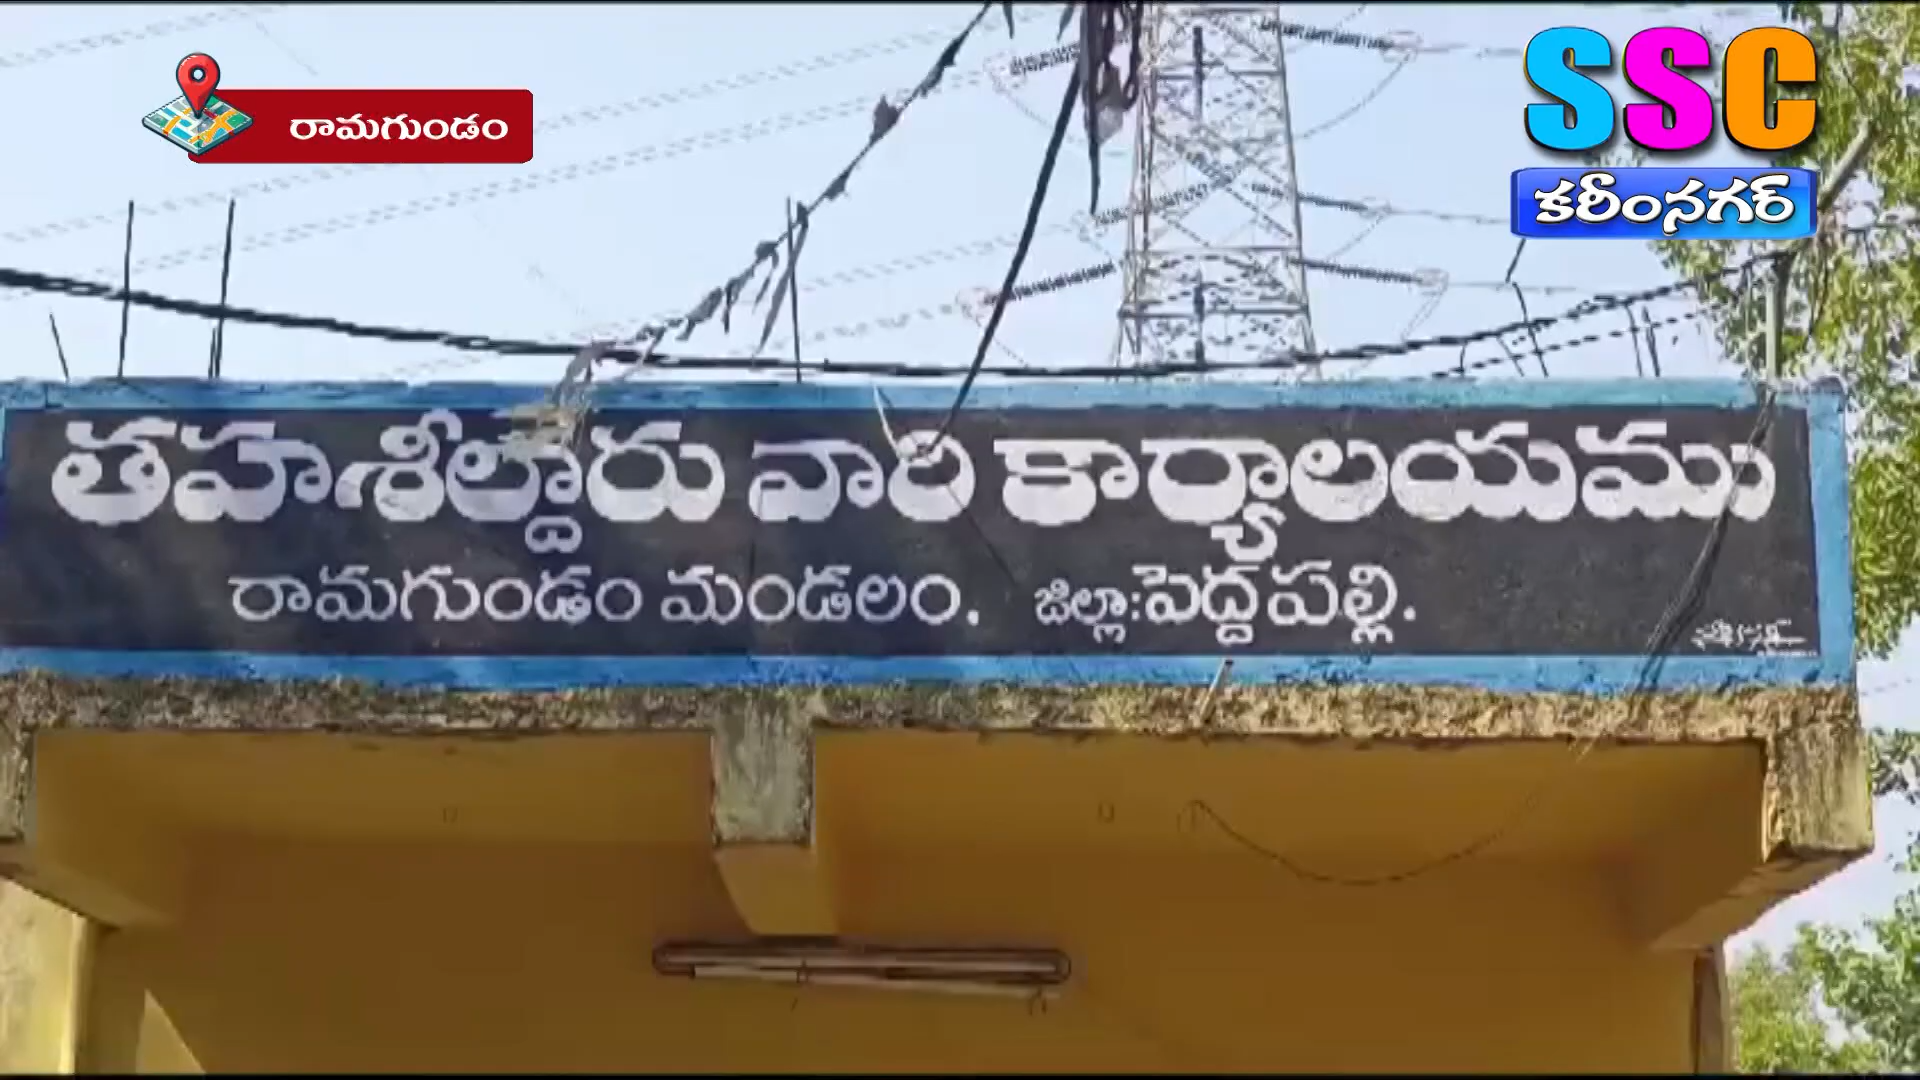 రామగుండం
SSC
కరీంనగర్
తహశీల్దారు వారి కార్యాలయము
రామగుండం మండలం. జిల్లా:పెద్దపల్లి.